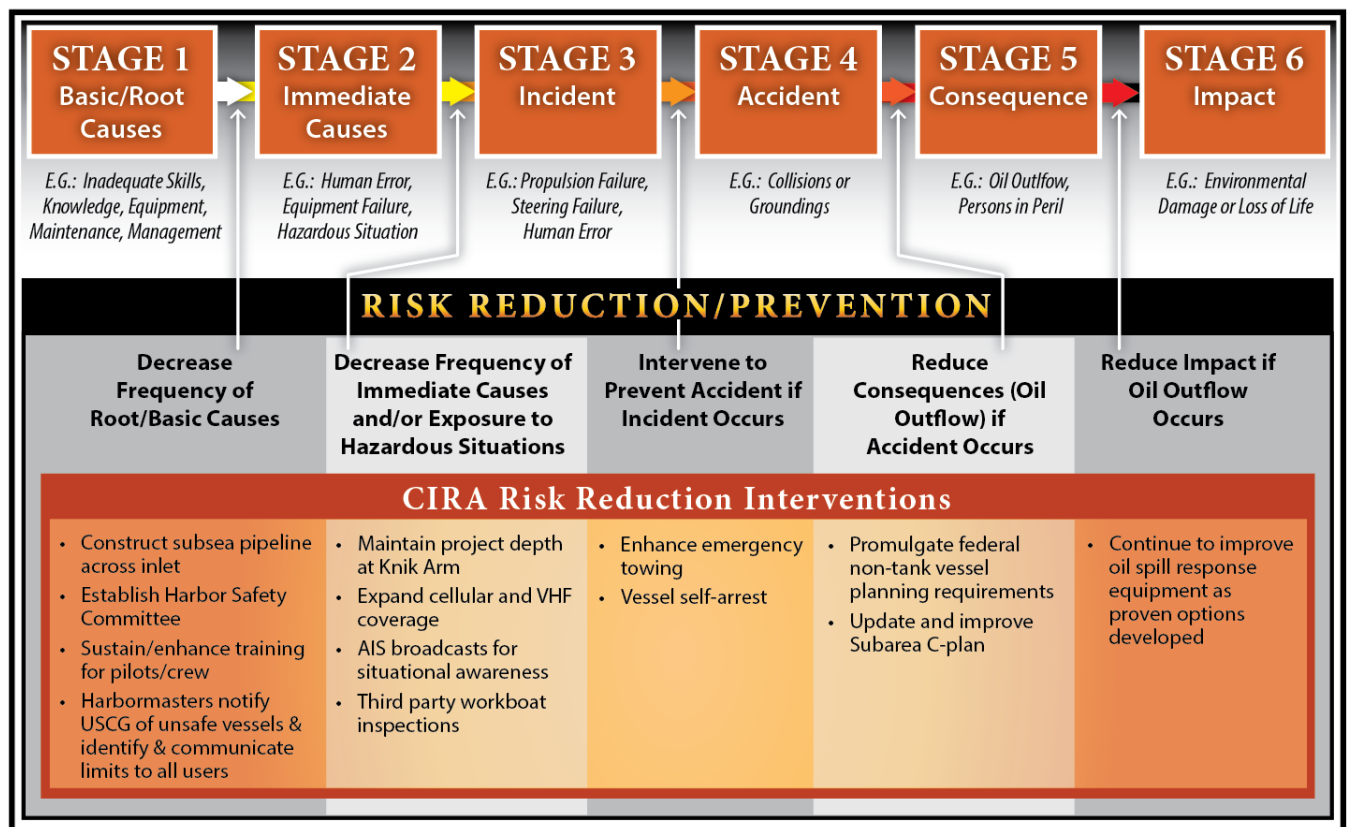 STAGE 1
Basic/Root
Causes
STAGE 2
Immediate
Causes
STAGE 3
Incident
STAGE 4
Accident
STAGE 5
Consequence
STAGE 6
Impact
E.G.: Inadequate Skills,
Knowledge, Equipment,
Maintenance, Management
E.G.: Human Error,
Equipment Failure,
Hazardous Situation
E.G.: Propulsion Failure,
Steering Failure,
Human Error
E.G.: Collisions or
Groundings
E.G.: Oil Outlfow,
Persons in Peril
E.G.: Environmental
Damage or Loss of Life
RISK REDUCTION/PREVENTION
Decrease
Frequency of
Root/Basic Causes
Decrease Frequency of
Immediate Causes
and/or Exposure to
Hazardous Situations
Intervene to
Prevent Accident if
Incident Occurs
Reduce
Consequences (Oil
Outflow) if
Accident Occurs
Reduce Impact if
Oil Outflow
Occurs
CIRA Risk Reduction Interventions
• Construct subsea pipeline
across inlet
• Establish Harbor Safety
Committee
• Sustain/enhance training
for pilots/crew
• Harbormasters notify
USCG of unsafe vessels &
identify & communicate
limits to all users
• Maintain project depth
at Knik Arm
• Expand cellular and VHF
coverage
• AIS broadcasts for
situational awareness
• Third party workboat
inspections
• Enhance emergency
towing
• Vessel self-arrest
• Promulgate federal
non-tank vessel
planning requirements
• Update and improve
Subarea C-plan
• Continue to improve
oil spill response
equipment as
proven options
developed